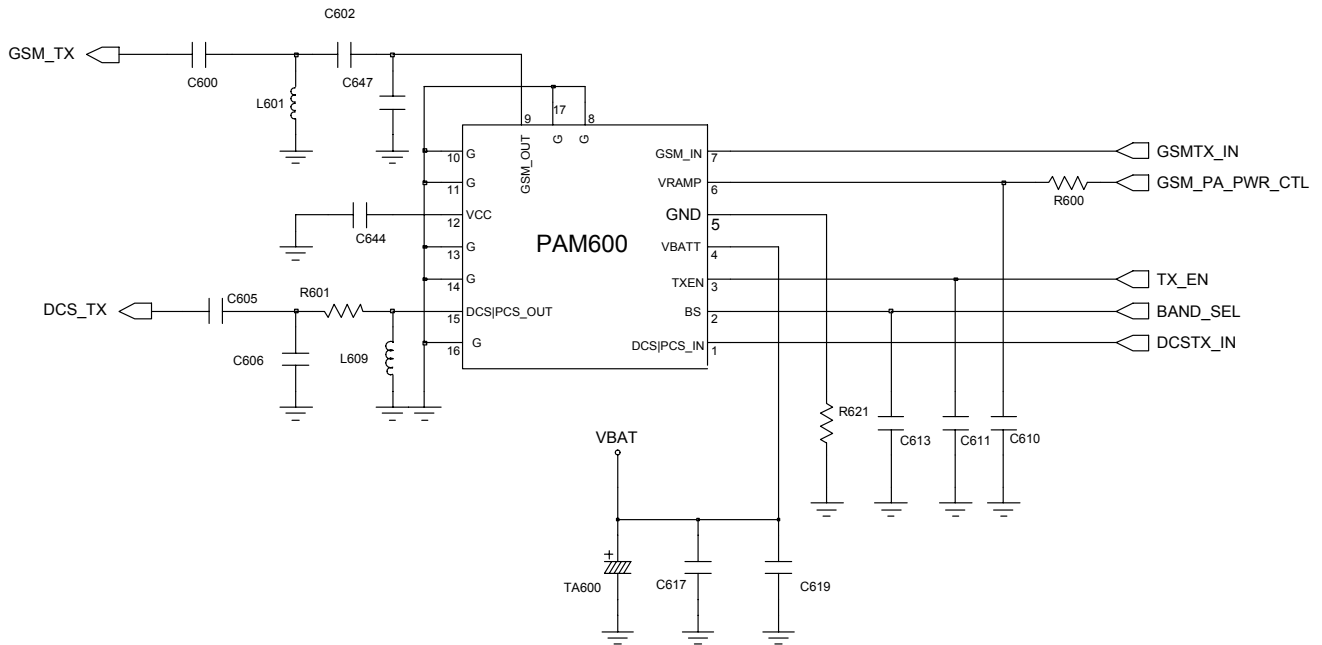 C602
GSM_TX
C600
C647
L601
17
9
8
GSM_OUT
G
G
10
G
GSM_IN
7
GSMTX_IN
11
G
VRAMP
6
GSM_PA_PWR_CTL
R600
12
VCC
GND
5
C644
PAM600
13
G
VBATT
4
14
G
TXEN
3
TX_EN
C605
R601
DCS_TX
15
DCS|PCS_OUT
BS
2
BAND_SEL
16
G
DCS|PCS_IN
1
DCSTX_IN
C606
L609
R621
C613
C611
C610
VBAT
+
TA600
C617
C619